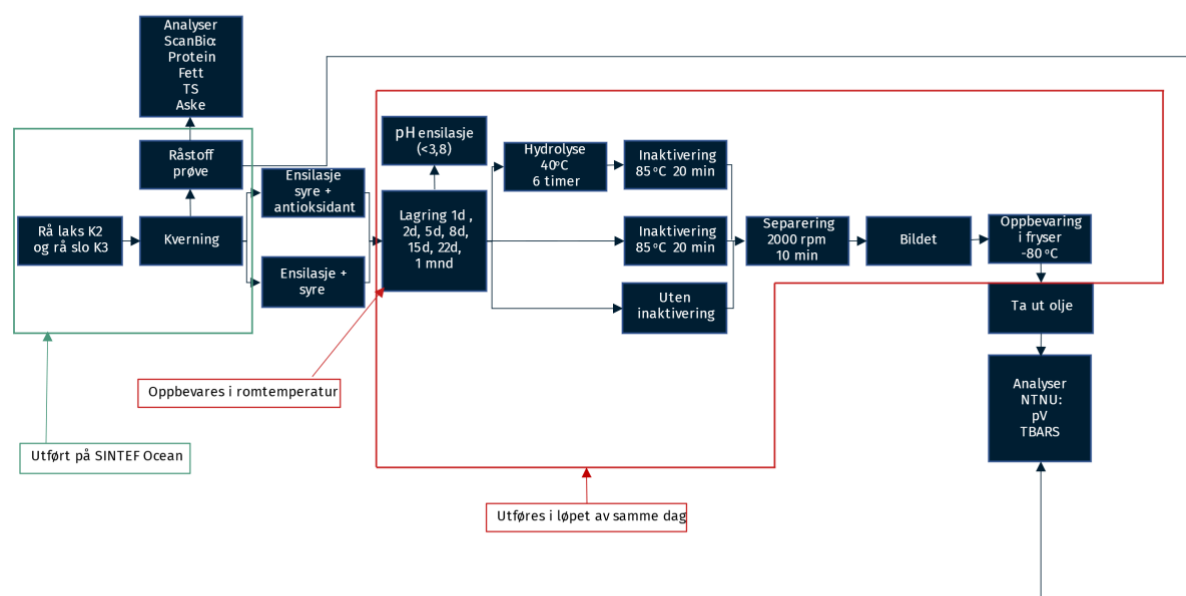 Analyser
ScanBio:
Protein
Fett
TS
Aske
Råstoff
prøve
Rå laks K2
og rå slo K3
Kverning
Ensilasje
syre +
antioksidant
Ensilasje +
syre
pH ensilasje
(<3,8)
Lagring 1d ,
2d, 5d, 8d,
15d, 22d,
1 mnd
Hydrolyse
40°C
6 timer
Inaktivering
85 °C 20 min
Inaktivering
85 °C 20 min
Uten
inaktivering
Separering
2000 rpm
10 min
Bildet
Oppbevaring
i fryser
-80 °C
Ta ut olje
Analyser
NTNU:
pV
TBARS
Oppbevares i romtemperatur
Utført på SINTEF Ocean
Utføres i løpet av samme dag